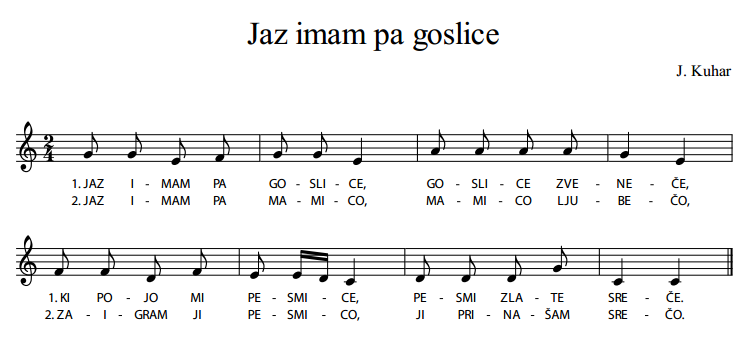 Jaz imam pa goslice
J. Kuhar
2
4
1. JAZ I - MAM PA GO - SLI - CE, GO - SLI - CE ZVE - NE - ČE,
2. JAZ I - MAM PA MA - MI - CO, MA - MI - CO LJU - BE - ČO,
1. KI PO - JO MI PE - SMI - CE, PE - SMI ZLA - TE SRE - ČE.
2. ZA - I - GRAM JI PE - SMI - CO, JI PRI - NA - ŠAM SRE - ČO.